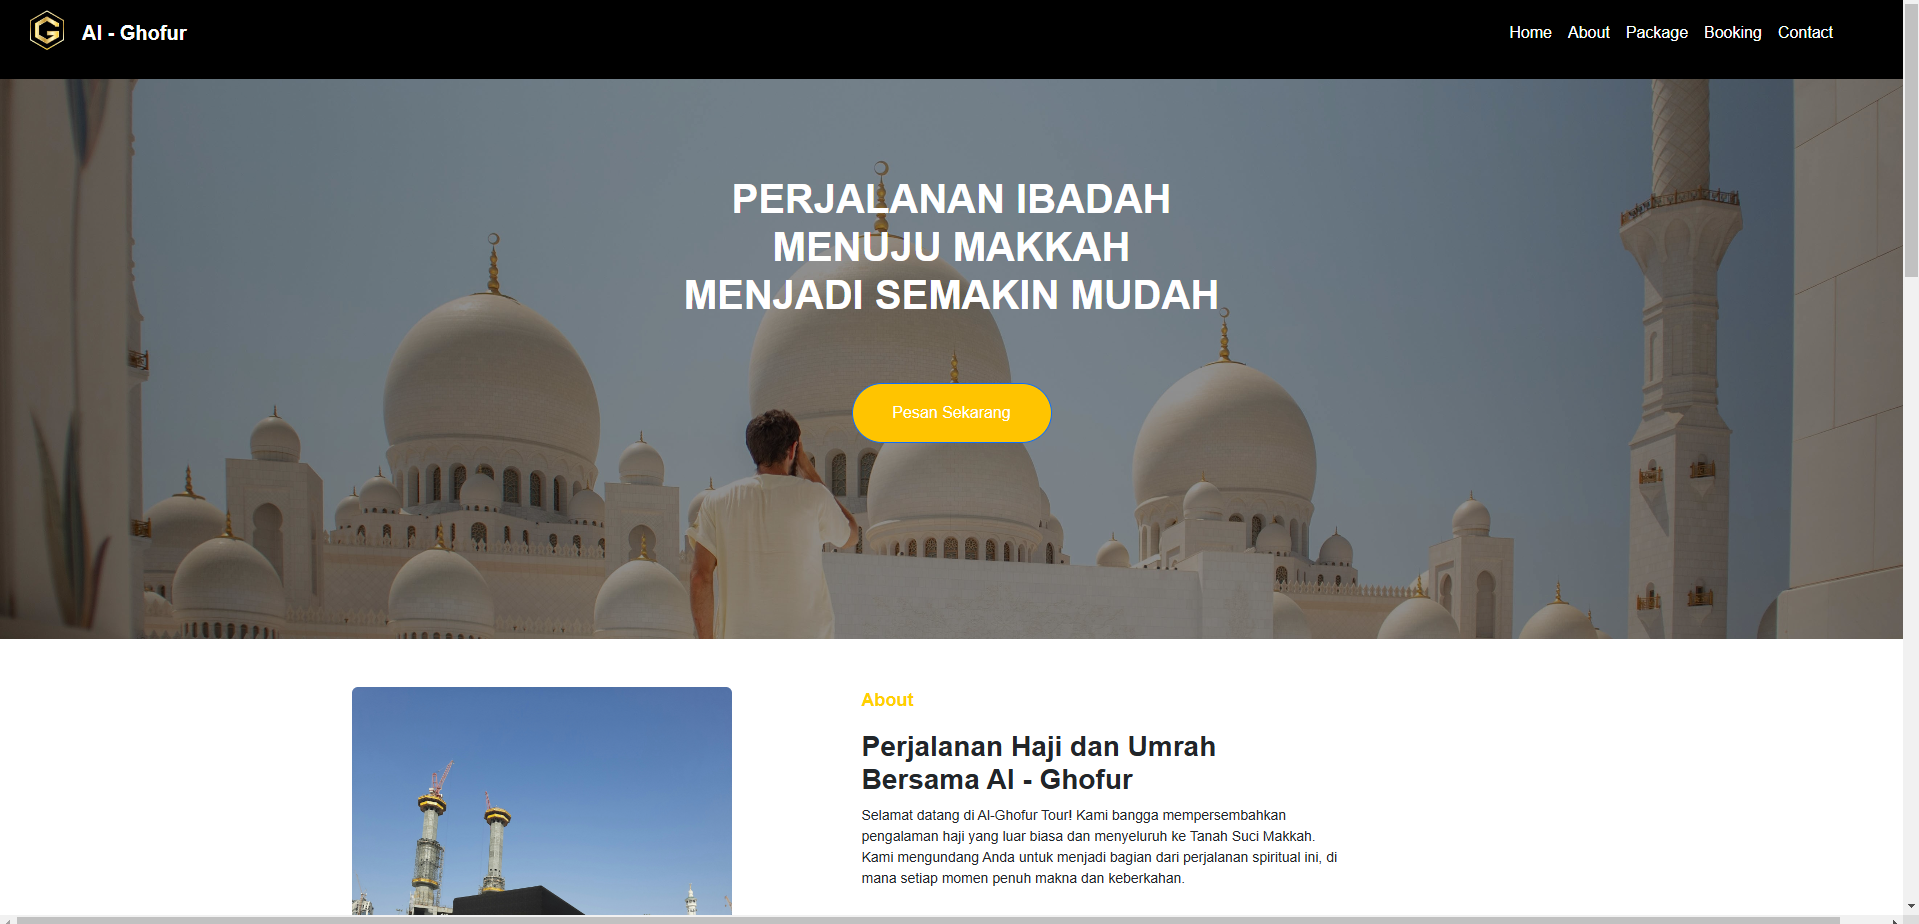 Al - Ghofur
Home About Package Booking Contact
PERJALANAN IBADAH
MENUJU MAKKAH
MENJADI SEMAKIN MUDAH
Pesan Sekarang
About
Perjalanan Haji dan Umrah
Bersama Al - Ghofur
Selamat datang di Al-Ghofur Tour! Kami bangga mempersembahkan
pengalaman haji yang luar biasa dan menyeluruh ke Tanah Suci Makkah.
Kami mengundang Anda untuk menjadi bagian dari perjalanan spiritual ini, di
mana setiap momen penuh makna dan keberkahan.